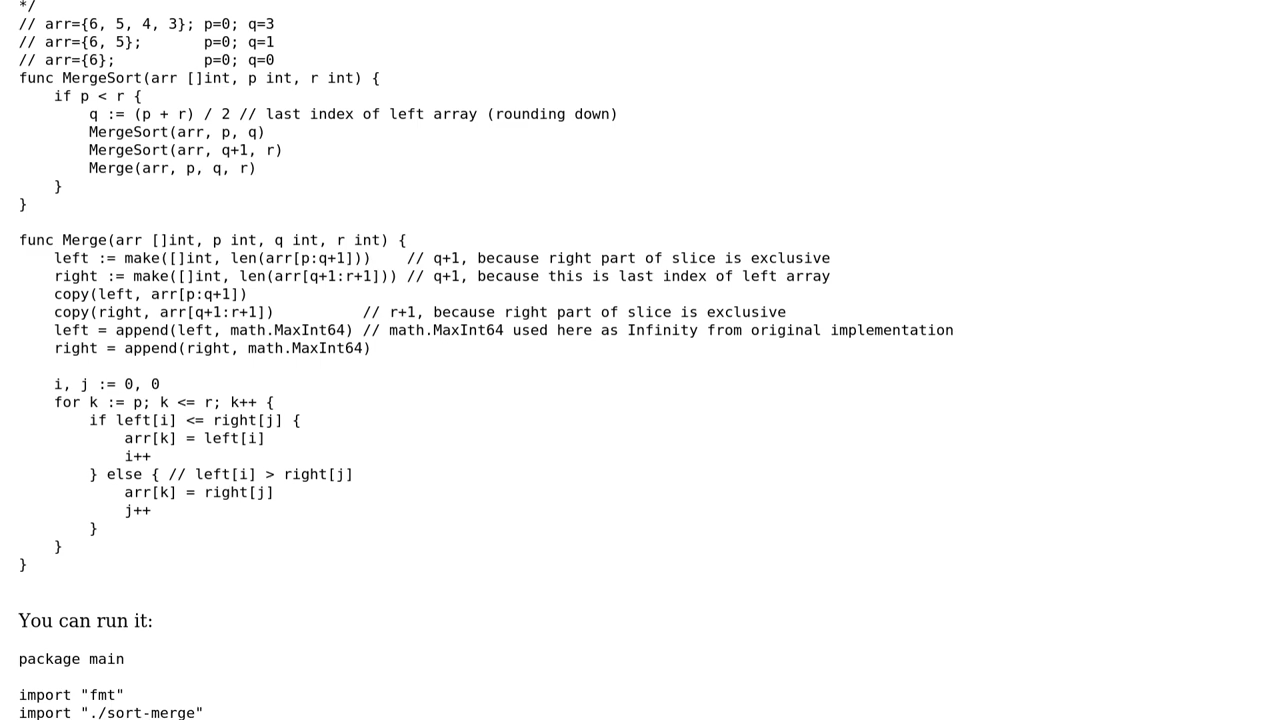 */
// arr={6, 5, 4, 3}; p=0; q=3
// arr={6, 5};       p=0; q=1
// arr={6};          p=0; q=0
func MergeSort(arr []int, p int, r int) {
    if p < r {
        q := (p + r) / 2 // last index of left array (rounding down)
        MergeSort(arr, p, q)
        MergeSort(arr, q+1, r)
        Merge(arr, p, q, r)
    }
}

func Merge(arr []int, p int, q int, r int) {
    left := make([]int, len(arr[p:q+1]))    // q+1, because right part of slice is exclusive
    right := make([]int, len(arr[q+1:r+1])) // q+1, because this is last index of left array
    copy(left, arr[p:q+1])
    copy(right, arr[q+1:r+1])          // r+1, because right part of slice is exclusive
    left = append(left, math.MaxInt64) // math.MaxInt64 used here as Infinity from original implementation
    right = append(right, math.MaxInt64)

    i, j := 0, 0
    for k := p; k <= r; k++ {
        if left[i] <= right[j] {
            arr[k] = left[i]
            i++
        } else { // left[i] > right[j]
            arr[k] = right[j]
            j++
        }
    }
}

You can run it:

package main

import "fmt"
import "./sort-merge"